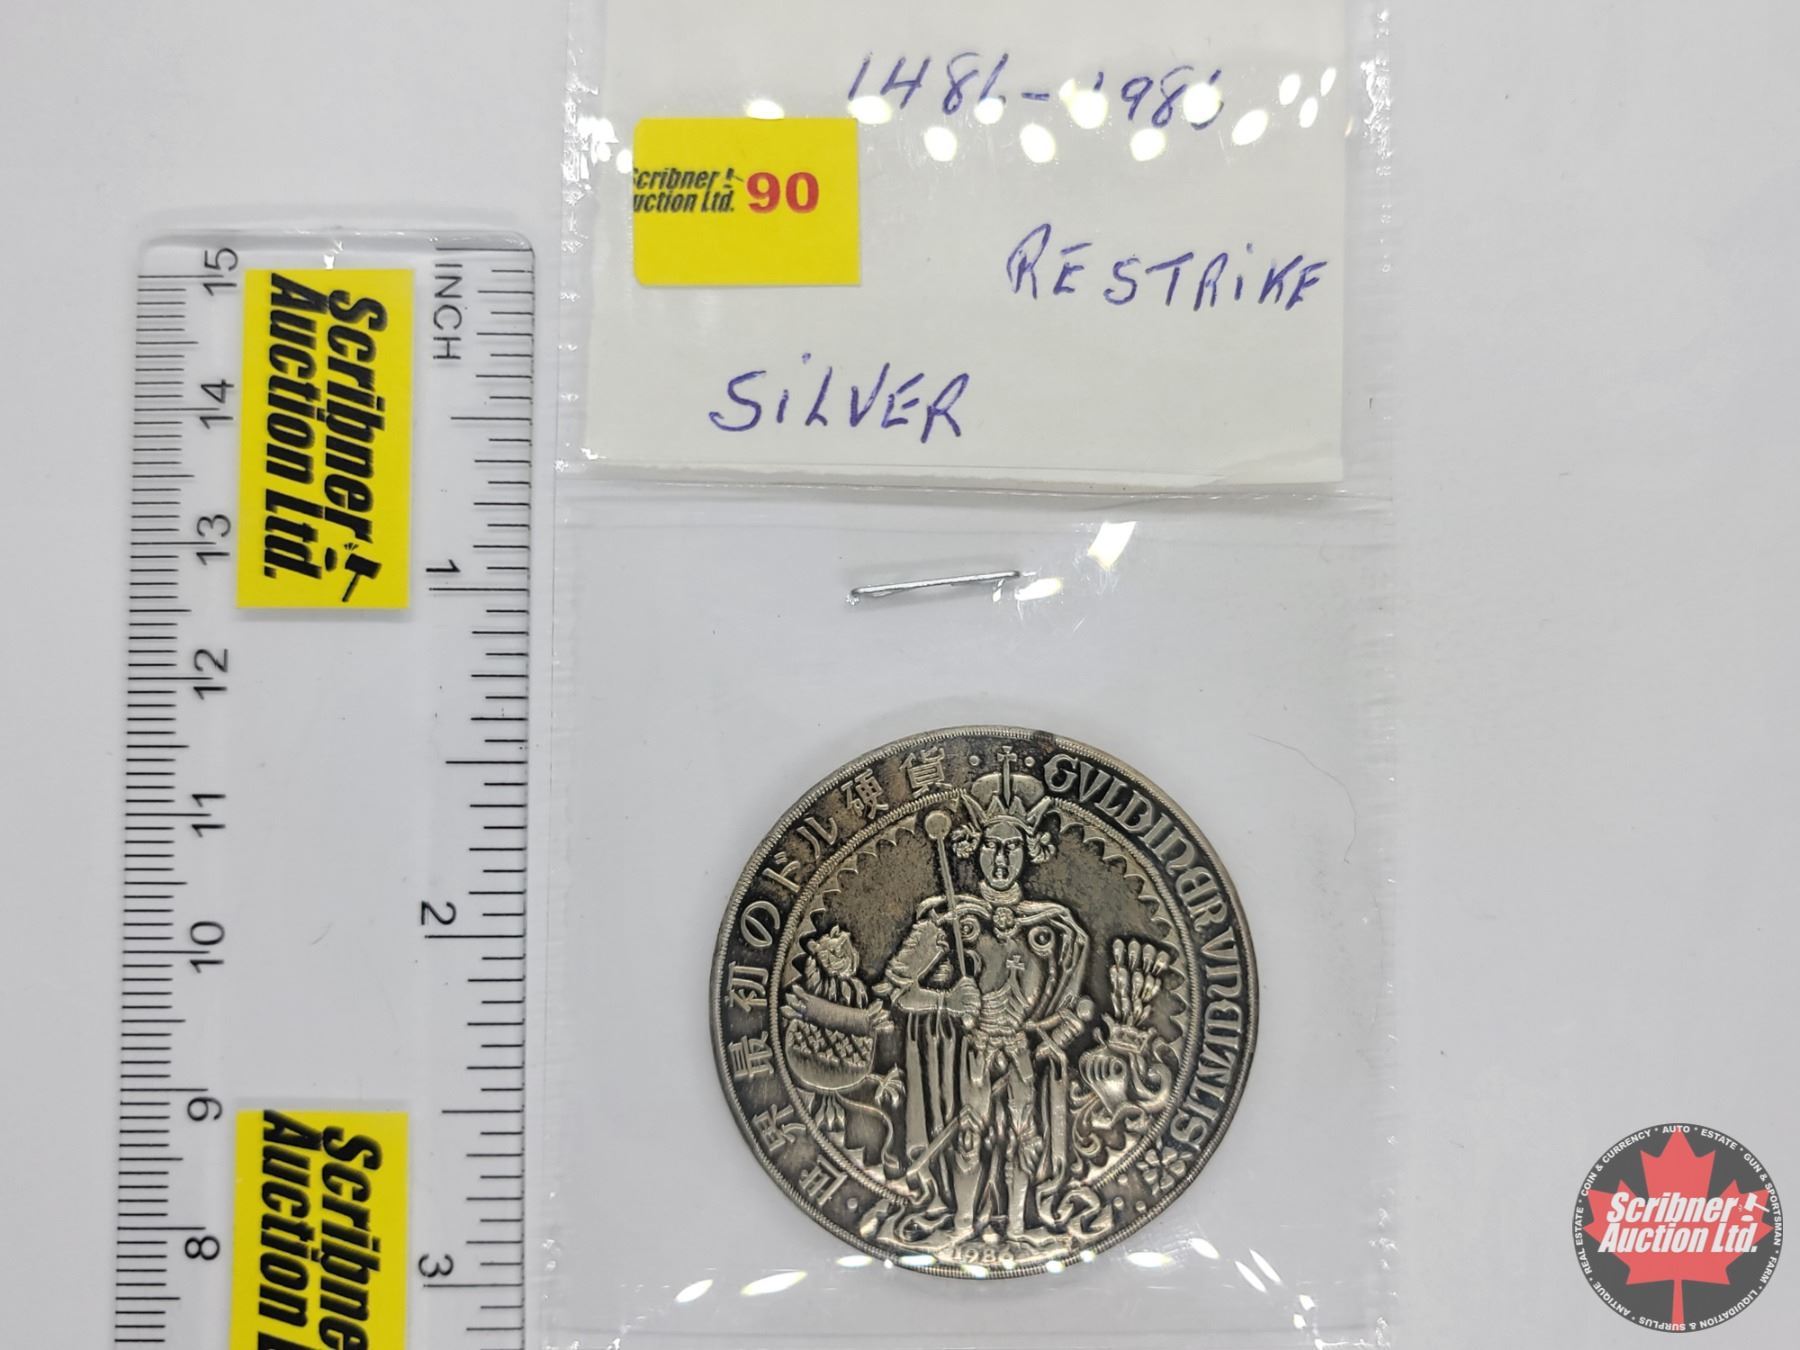 1486-1986
Scribner
Auction Ltd. 90
RESTRIKE
SILVER
INCH
15
14
13
12
11
10
9
8
1
2
3
Scribner
Auction Ltd.
Scribner
Auction
世界最初のドル硬貨
GVLDINER VNCIALIS
1986
COIN & CURRENCY * AUTO * ESTATE * GUN & SPORTSMAN * FARM * LIQUIDATION & SURPLUS * ANTIQUE * REAL ESTATE *
Scribner
Auction Ltd.